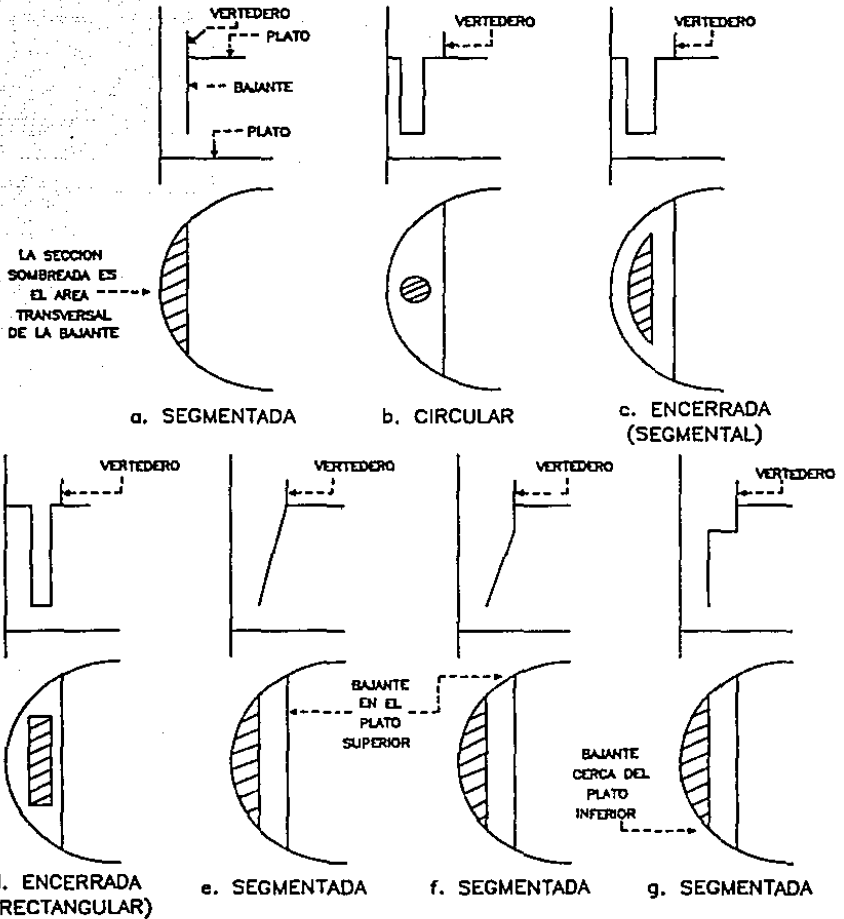 VERTEDERO
PLATO
BAJANTE
PLATO
VERTEDERO
VERTEDERO
LA SECCION
SOMBREADA ES
EL AREA
TRANSVERSAL
DE LA BAJANTE
a. SEGMENTADA
b. CIRCULAR
c. ENCERRADA
(SEGMENTAL)
VERTEDERO
VERTEDERO
VERTEDERO
VERTEDERO
BAJANTE
EN EL
PLATO
SUPERIOR
BAJANTE
CERCA DEL
PLATO
INFERIOR
. ENCERRADA
RECTANGULAR)
e. SEGMENTADA
f. SEGMENTADA
g. SEGMENTADA